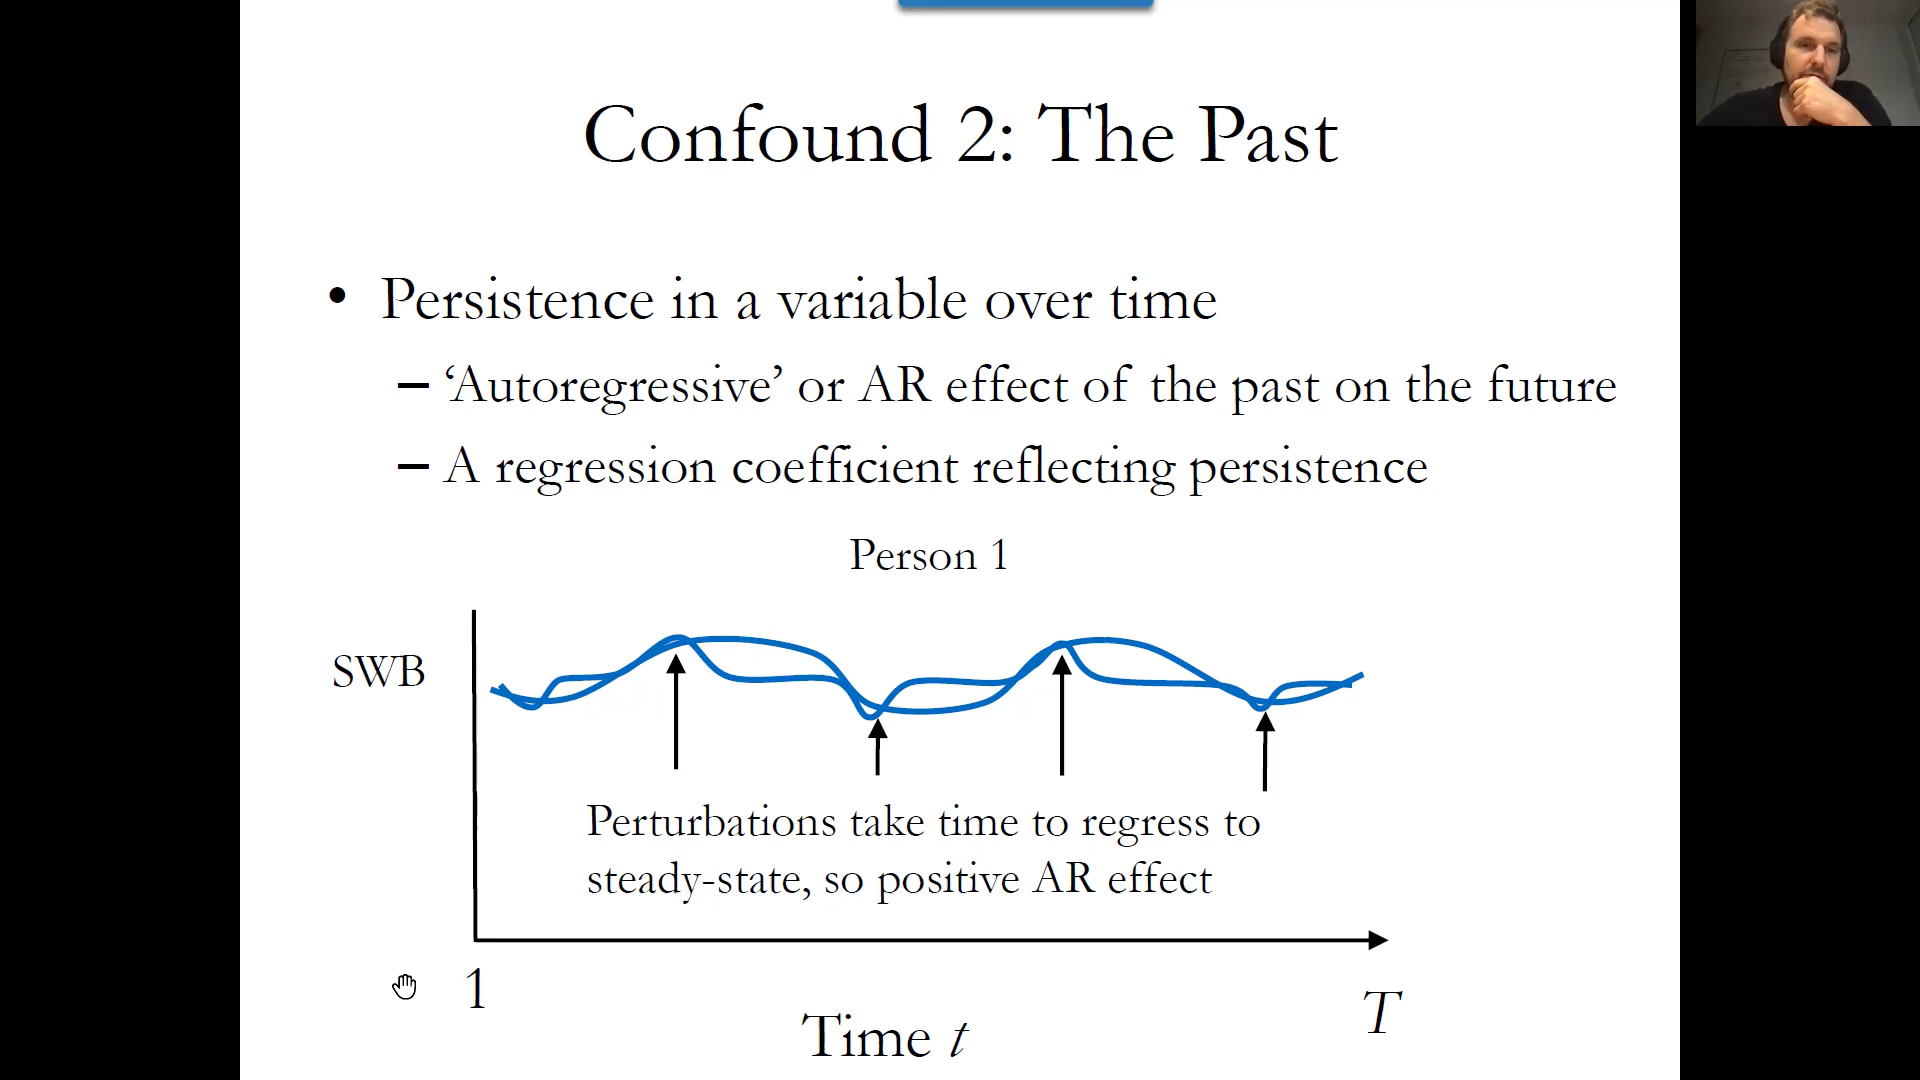 Confound 2: The Past
• Persistence in a variable over time
– ‘Autoregressive’ or AR effect of the past on the future
– A regression coefficient reflecting persistence
Person 1
SWB
Perturbations take time to regress to
steady-state, so positive AR effect
1
T
Time t